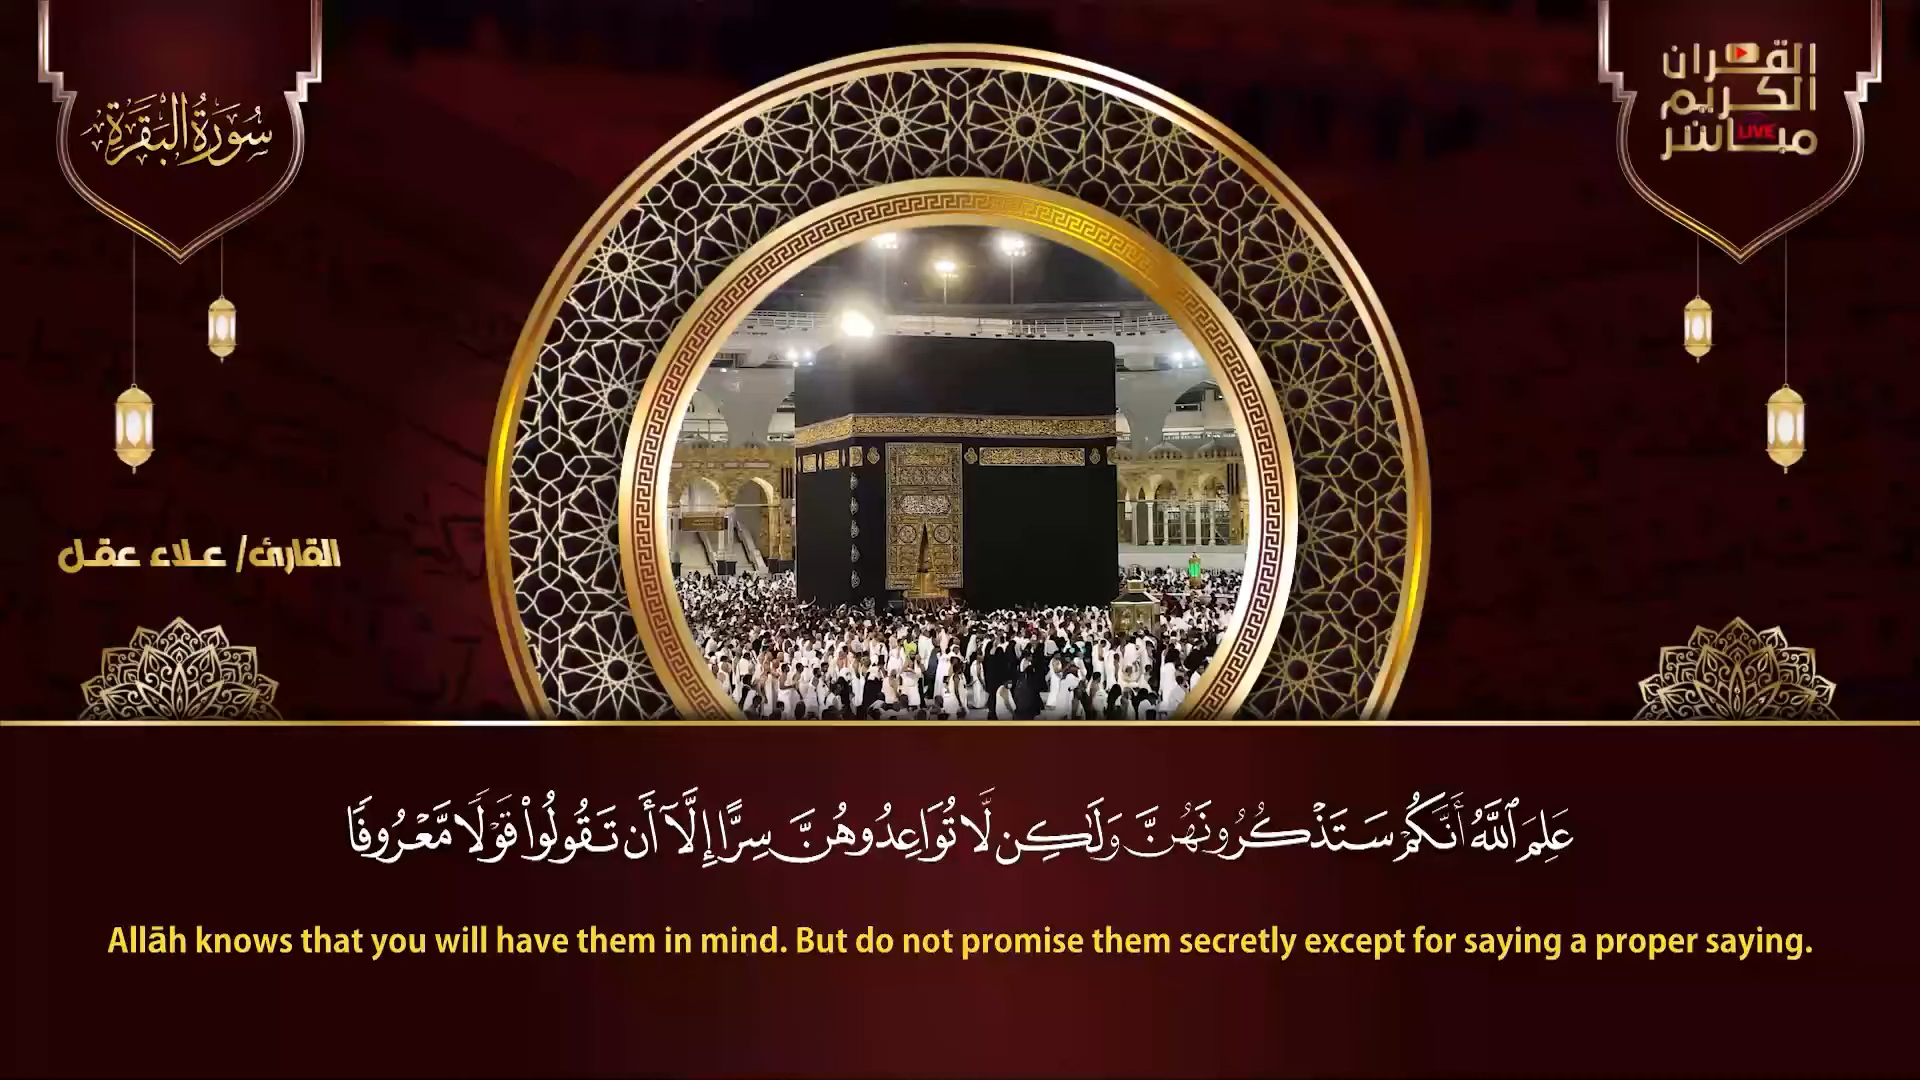 سُورَةُ البَقَرَةِ
القرآن
الكريم
مباشر
LIVE
القارئ/ علاء عقل
عَلِمَ ٱللَّهُ أَنَّكُمْ سَتَذْكُرُونَهُنَّ وَلَٰكِن لَّا تُوَاعِدُوهُنَّ سِرًّا إِلَّآ أَن تَقُولُوا۟ قَوْلًا مَّعْرُوفًا
Allāh knows that you will have them in mind. But do not promise them secretly except for saying a proper saying.